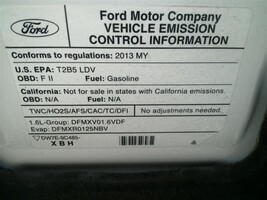 Ford
Ford Motor Company
VEHICLE EMISSION
CONTROL INFORMATION
Conforms to regulations: 2013 MY
U.S. EPA: T2B5 LDV
OBD: F II Fuel: Gasoline
California: Not for sale in states with California emissions.
OBD: N/A Fuel: N/A
TWC/HO2S/AFS/CAC/TC/DFI No adjustments needed.
1.6L-Group: DFMXV01.6VDF
Evap: DFMXR0125NBV
DW7E-9C485-
X B H